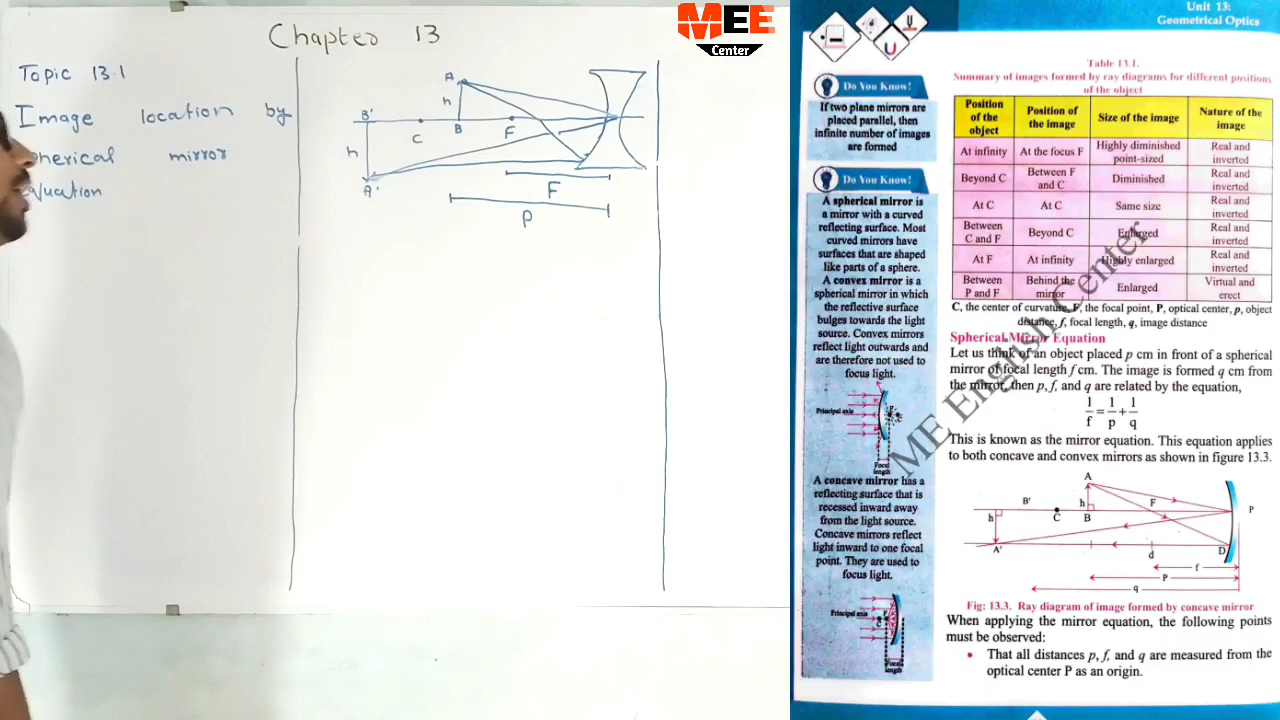 Chapter 13
MEE
Center
Topic 13.1
Image location by
pherical mirror
quation
A
h
B'
C
B
F
h
A'
F
P
Unit 13:
Geometrical Optics
Do You Know!
If two plane mirrors are
placed parallel, then
infinite number of images
are formed
Do You Know!
A spherical mirror is
a mirror with a curved
reflecting surface. Most
curved mirrors have
surfaces that are shaped
like parts of a sphere.
A convex mirror is a
spherical mirror in which
the reflective surface
bulges towards the light
source. Convex mirrors
reflect light outwards and
are therefore not used to
focus light.
Principal axis
Focal
length
A concave mirror has a
reflecting surface that is
recessed inward away
from the light source.
Concave mirrors reflect
light inward to one focal
point. They are used to
focus light.
Principal axis
F
C
Focal
length
Table 13.1.
Summary of images formed by ray diagrams for different positions
of the object
Position of the object Position of the image Size of the image Nature of the image
At infinity At the focus F Highly diminished point-sized Real and inverted
Beyond C Between F and C Diminished Real and inverted
At C At C Same size Real and inverted
Between C and F Beyond C Enlarged Real and inverted
At F At infinity Highly enlarged Real and inverted
Between P and F Behind the mirror Enlarged Virtual and erect
C, the center of curvature, F, the focal point, P, optical center, p, object
distance, f, focal length, q, image distance
Spherical Mirror Equation
Let us think of an object placed p cm in front of a spherical
mirror of focal length f cm. The image is formed q cm from
the mirror, then p, f, and q are related by the equation,
1/f = 1/p + 1/q
This is known as the mirror equation. This equation applies
to both concave and convex mirrors as shown in figure 13.3.
A
B'
h
F
P
h
C
B
A'
d
D
f
P
q
Fig: 13.3. Ray diagram of image formed by concave mirror
When applying the mirror equation, the following points
must be observed:
• That all distances p, f, and q are measured from the
optical center P as an origin.
ME English Center